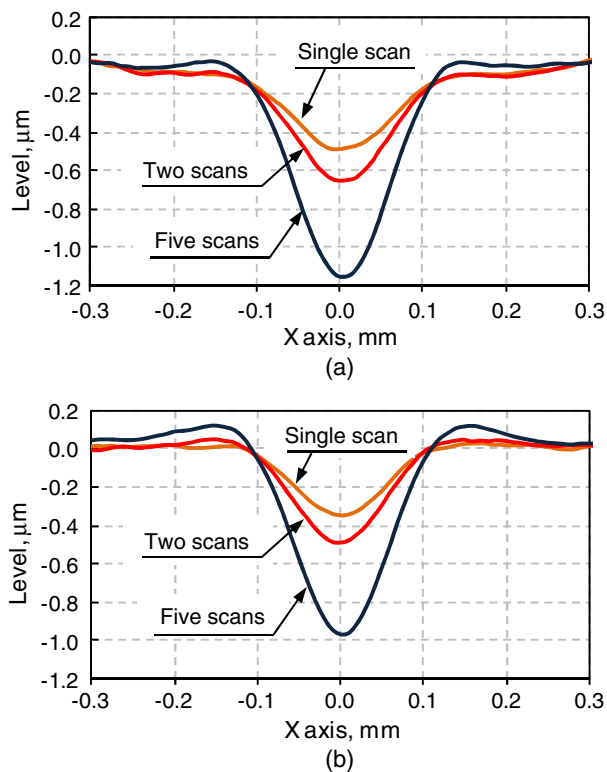 0.2
0.0
-0.2
-0.4
-0.6
-0.8
-1.0
-1.2
Level, μm
Single scan
Two scans
Five scans
-0.3 -0.2 -0.1 0.0 0.1 0.2 0.3
X axis, mm
(a)
0.2
0.0
-0.2
-0.4
-0.6
-0.8
-1.0
-1.2
Level, μm
Single scan
Two scans
Five scans
-0.3 -0.2 -0.1 0.0 0.1 0.2 0.3
X axis, mm
(b)